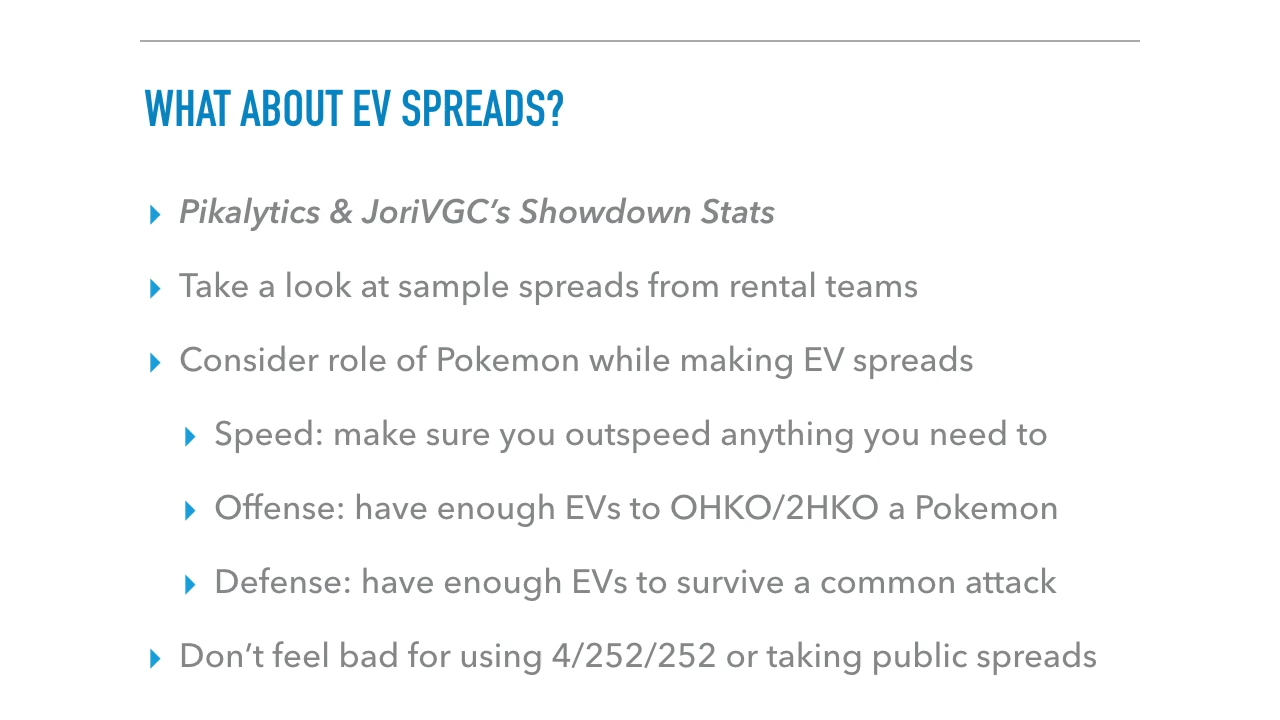 WHAT ABOUT EV SPREADS?
Pikalytics & JoriVGC’s Showdown Stats
Take a look at sample spreads from rental teams
Consider role of Pokemon while making EV spreads
Speed: make sure you outspeed anything you need to
Offense: have enough EVs to OHKO/2HKO a Pokemon
Defense: have enough EVs to survive a common attack
Don’t feel bad for using 4/252/252 or taking public spreads